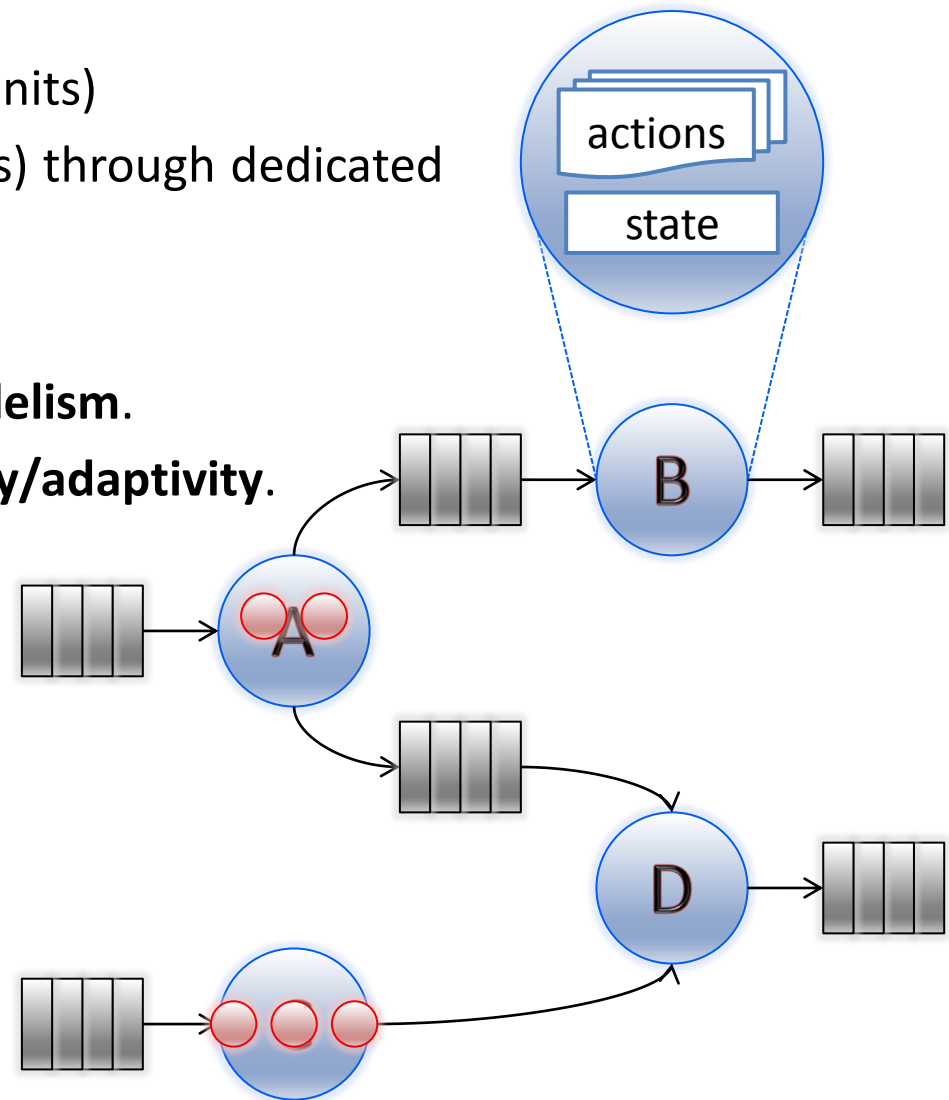 nits)
s) through dedicated
actions
state
lelism.
y/adaptivity.
B
A
D